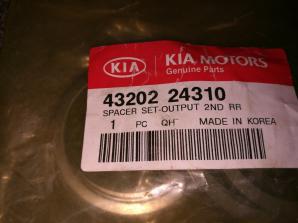 KIA KIA MOTORS
Genuine Parts
43202 24310
SPACER SET-OUTPUT 2ND RR
1 PC QH MADE IN KOREA